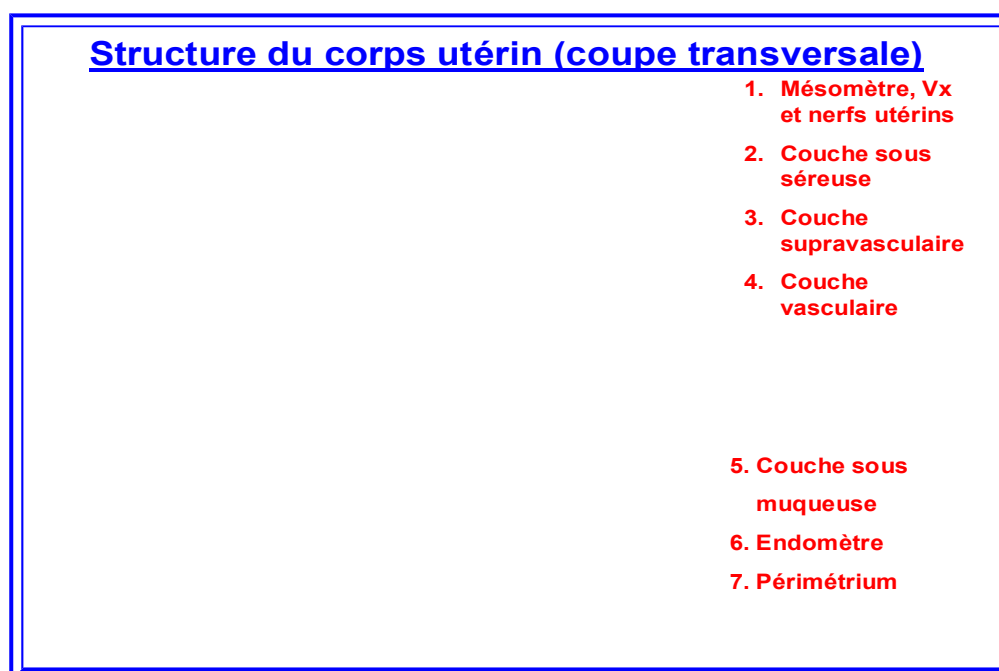 Structure du corps utérin (coupe transversale)
1. Mésomètre, Vx
et nerfs utérins
2. Couche sous
séreuse
3. Couche
supravasculaire
4. Couche
vasculaire
5. Couche sous
muqueuse
6. Endomètre
7. Périmétrium